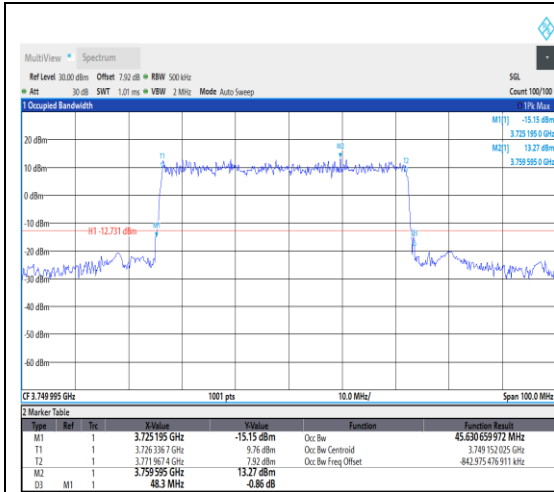 MultiView Spectrum
Ref Level 30.00 dBm Offset 7.92 dB RBW 500 kHz SGL
Att 30 dB SWT 1.01 ms VBW 2 MHz Mode Auto Sweep Count 100/100
1 Occupied Bandwidth 1Pk Max
M1[1] -15.15 dBm
3.725 195 0 GHz
M2[1] 13.27 dBm
3.759 595 0 GHz
20 dBm
T1 M2 T2
10 dBm
0 dBm
-10 dBm
M1
H1 -12.731 dBm
-20 dBm
-30 dBm
-40 dBm
-50 dBm
-60 dBm
CF 3.749 995 GHz 1001 pts 10.0 MHz/ Span 100.0 MHz
2 Marker Table
Type Ref Trc X-Value Y-Value Function Function Result
M1 1 3.725 195 GHz -15.15 dBm Occ Bw 45.630 659 972 MHz
T1 1 3.726 336 7 GHz 9.76 dBm Occ Bw Centroid 3.749 152 025 GHz
T2 1 3.771 967 4 GHz 7.92 dBm Occ Bw Freq Offset -842.975 476 911 kHz
M2 1 3.759 595 GHz 13.27 dBm
D3 M1 1 48.3 MHz -0.86 dB